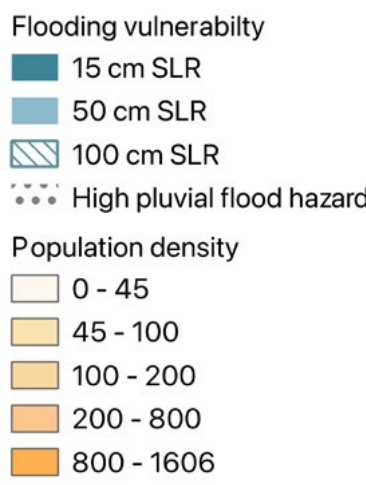 Flooding vulnerabilty
15 cm SLR
50 cm SLR
100 cm SLR
High pluvial flood hazard
Population density
0 - 45
45 - 100
100 - 200
200 - 800
800 - 1606